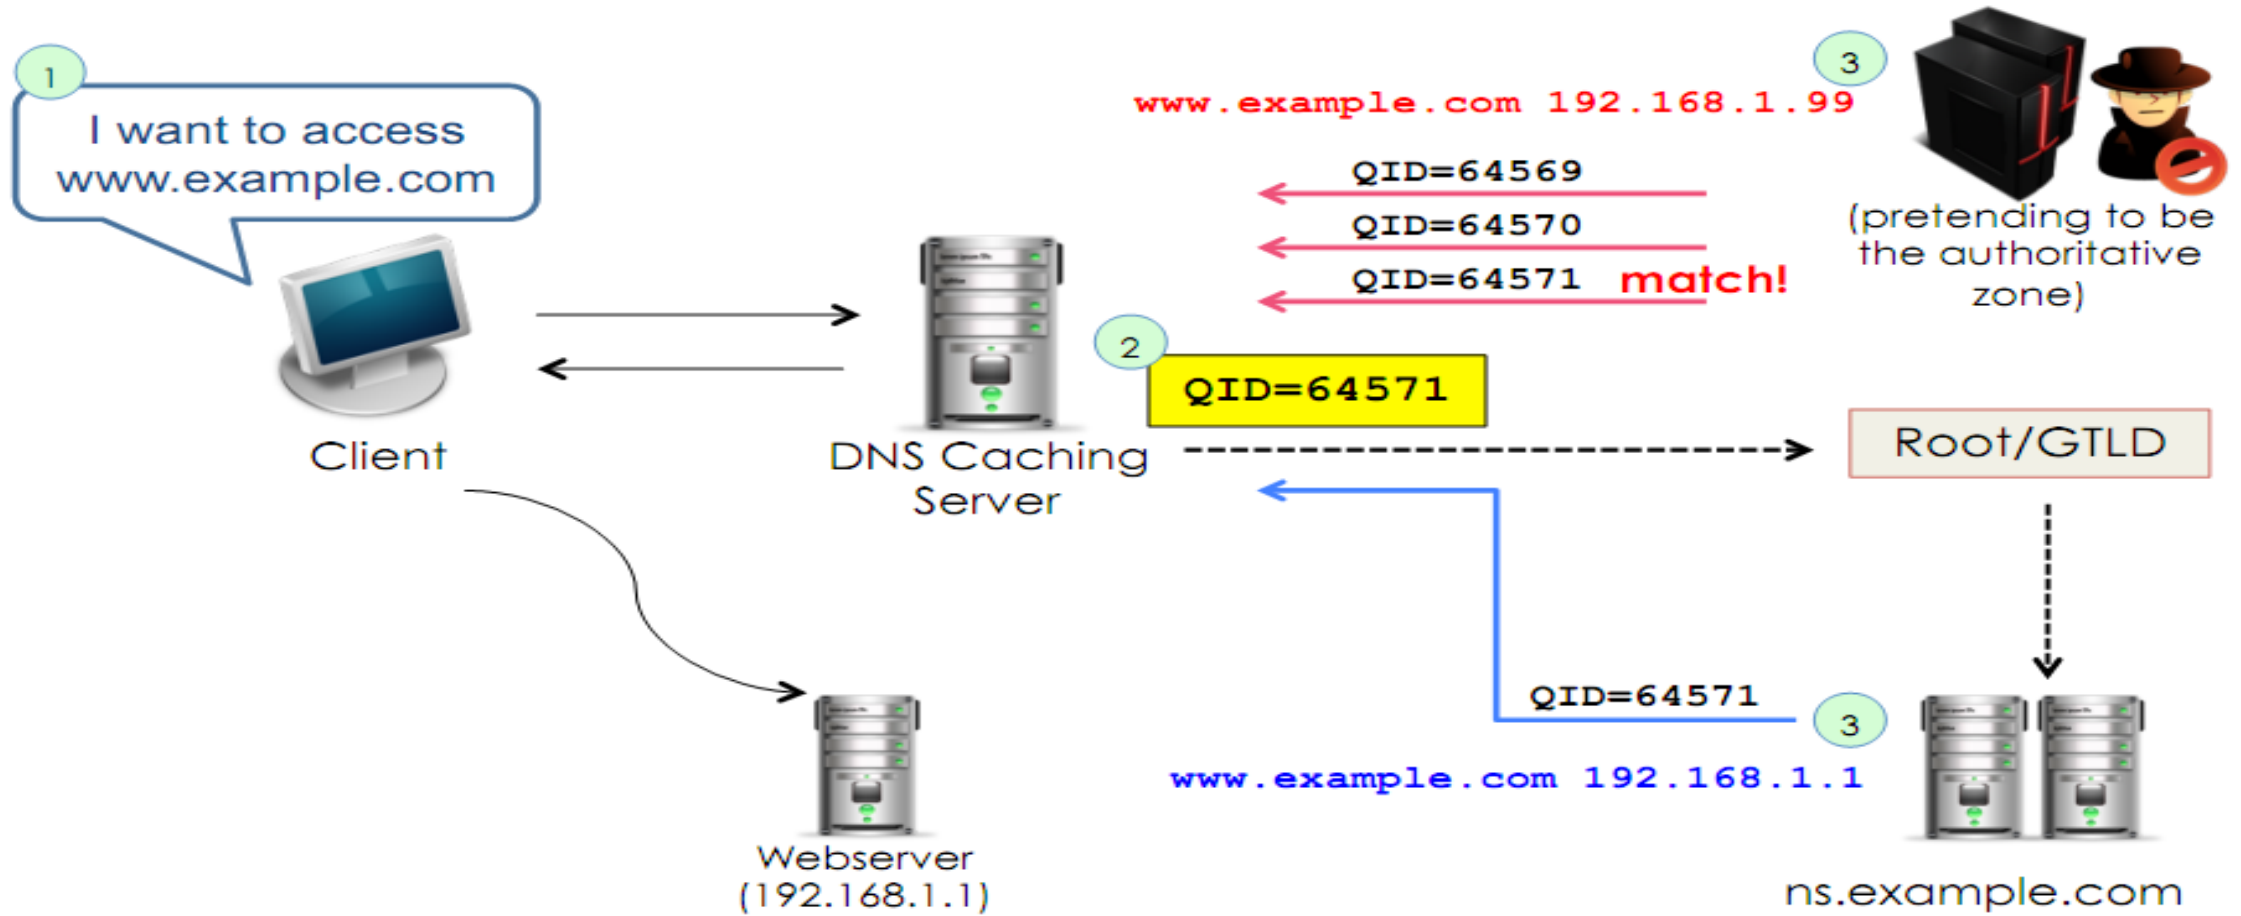 1
I want to access
www.example.com
Client
DNS Caching
Server
2
QID=64571
www.example.com 192.168.1.99
QID=64569
QID=64570
QID=64571 match!
3
(pretending to be
the authoritative
zone)
Root/GTLD
QID=64571
3
www.example.com 192.168.1.1
ns.example.com
Webserver
(192.168.1.1)